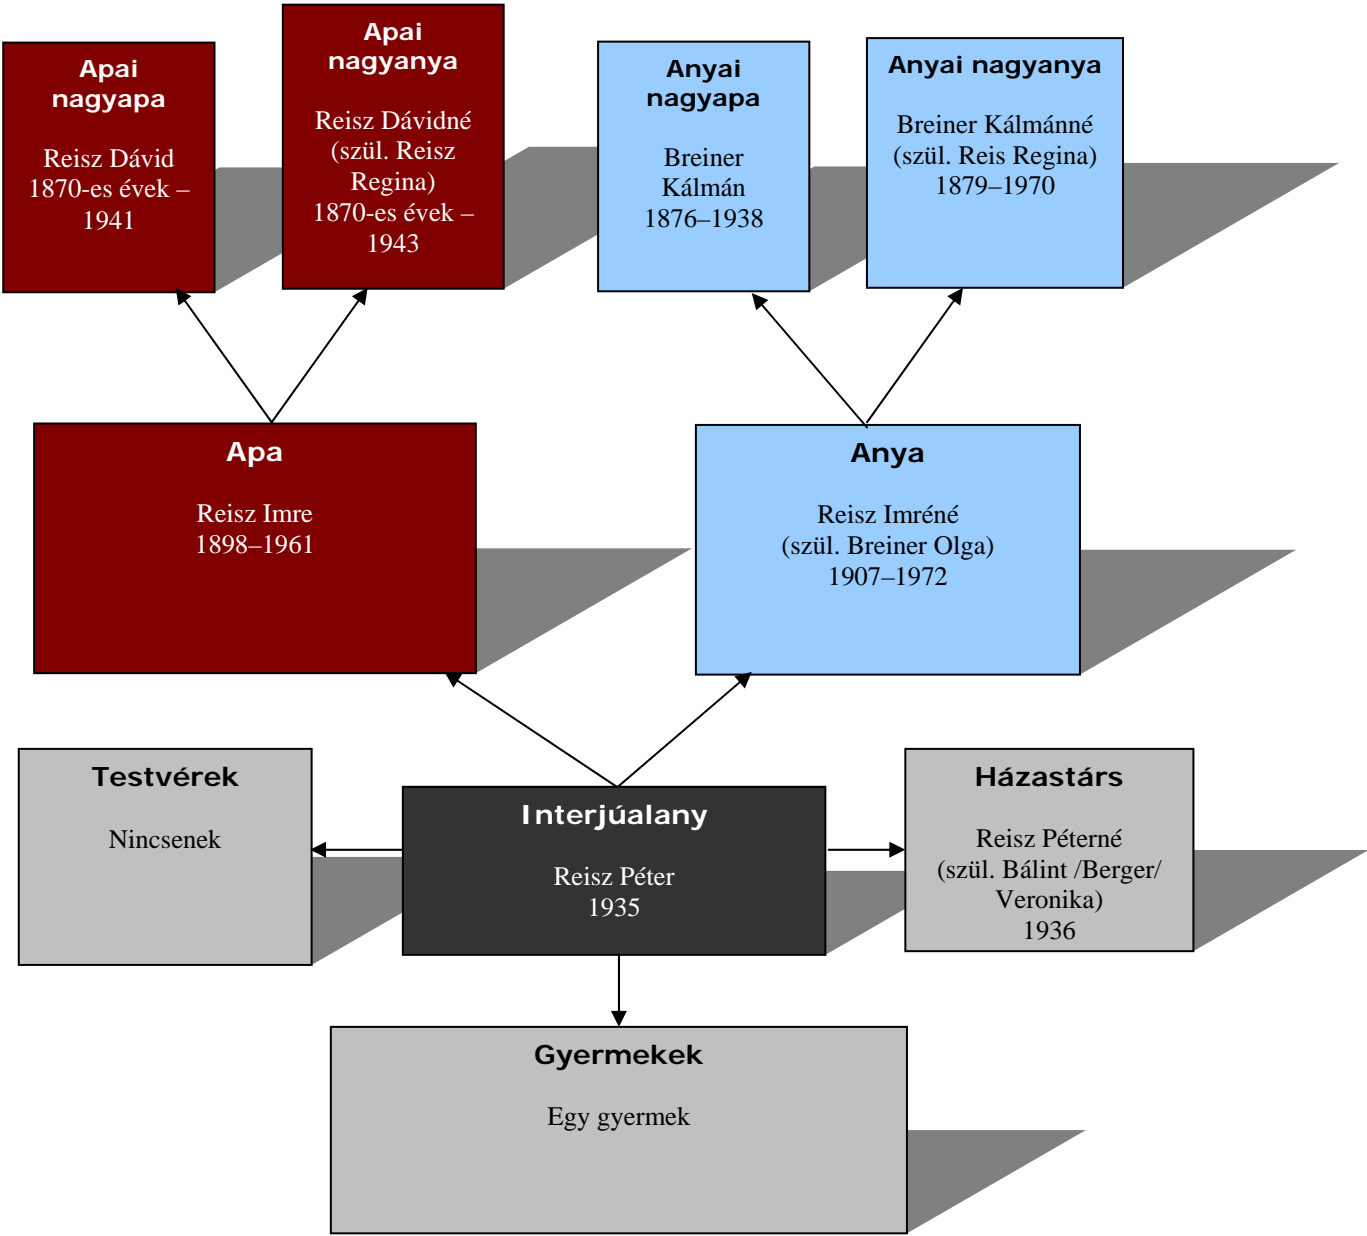 Apai
nagyapa
Reisz Dávid
1870-es évek –
1941
Apai
nagyanya
Reisz Dávidné
(szül. Reisz
Regina)
1870-es évek –
1943
Anyai
nagyapa
Breiner
Kálmán
1876–1938
Anyai nagyanya
Breiner Kálmánné
(szül. Reis Regina)
1879–1970
Apa
Reisz Imre
1898–1961
Anya
Reisz Imréné
(szül. Breiner Olga)
1907–1972
Testvérek
Nincsenek
Interjúalany
Reisz Péter
1935
Házastárs
Reisz Péterné
(szül. Bálint /Berger/
Veronika)
1936
Gyermekek
Egy gyermek